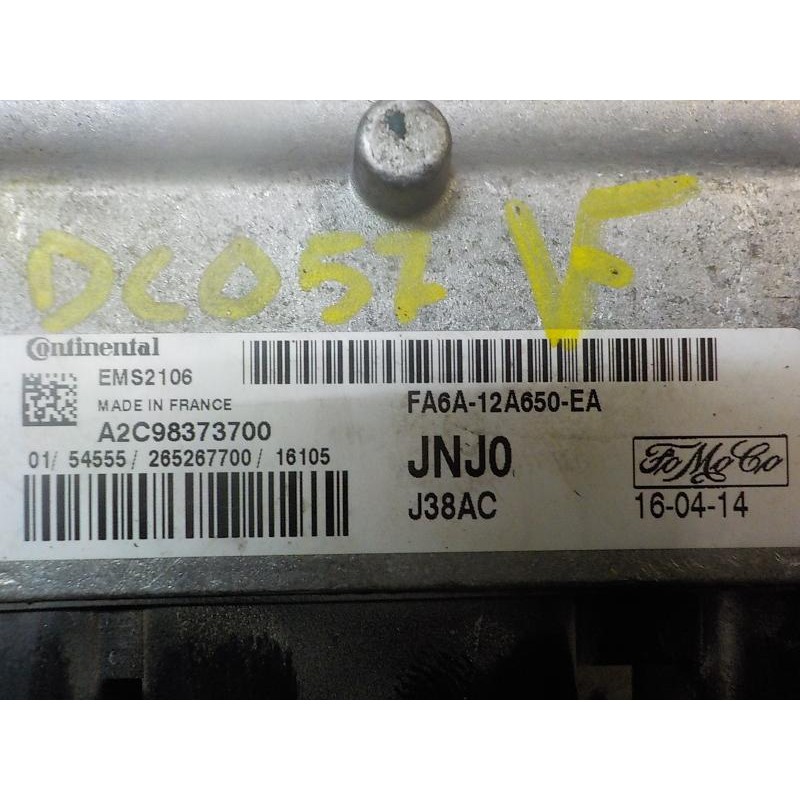 DC057 VF
Continental
EMS2106
MADE IN FRANCE
A2C98373700
01/ 54555/ 265267700/ 16105
FA6A-12A650-EA
JNJ0
J38AC
FoMoCo
16-04-14